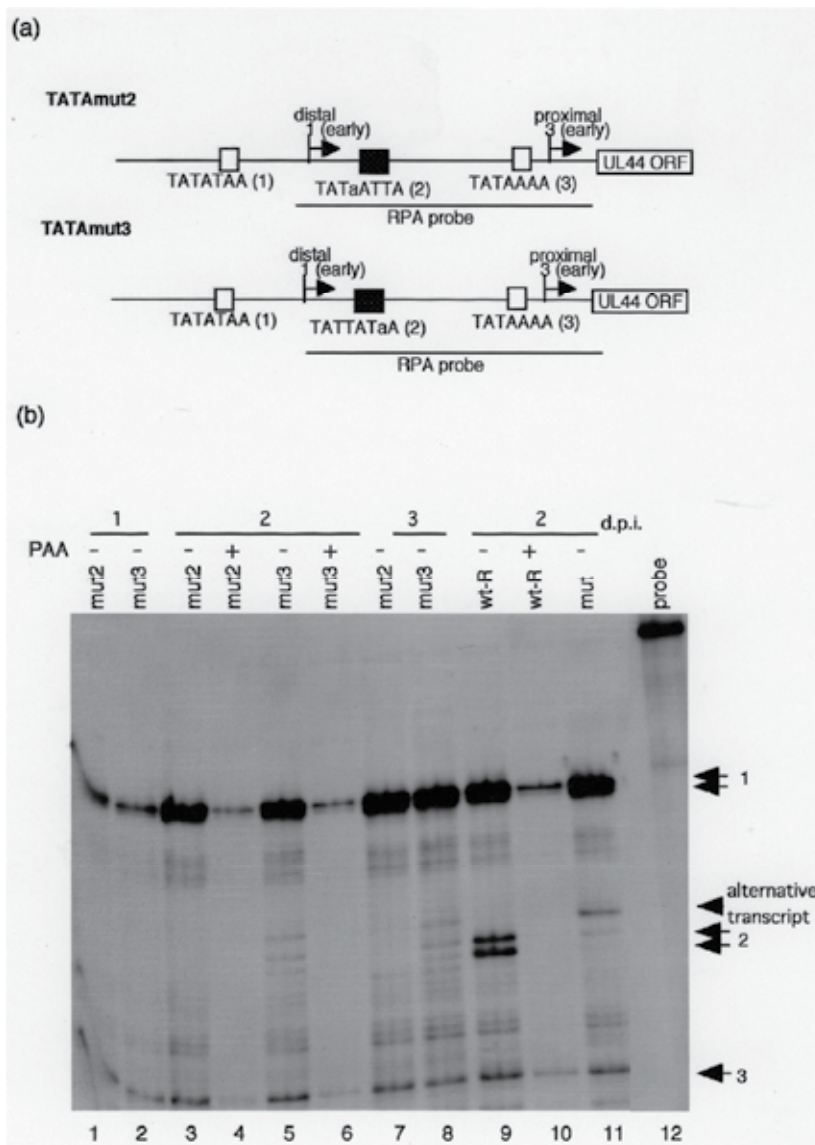 (a)
TATAmut2
distal
1 (early)
proximal
3 (early)
UL44 ORF
TATATAA (1)
TATaATTA (2)
TATAAAA (3)
RPA probe
TATAmut3
distal
1 (early)
proximal
3 (early)
UL44 ORF
TATATAA (1)
TATTATaA (2)
TATAAAA (3)
RPA probe
(b)
1 2 3 2 d.p.i.
PAA - - - + - + - - - + -
mut2 mut3 mut2 mut2 mut3 mut3 mut2 mut3 wt-R wt-R mut. probe
1
alternative
transcript
2
3
1 2 3 4 5 6 7 8 9 10 11 12